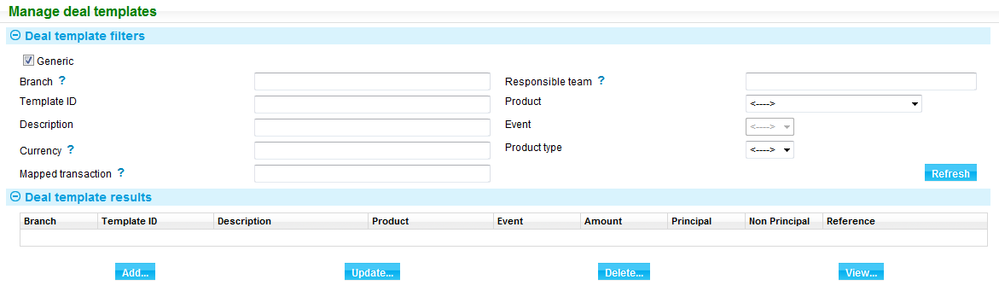 Manage deal templates
Deal template filters
Generic
Branch ? Responsible team ?
Template ID Product <---->
Description Event <---->
Currency ? Product type <---->
Mapped transaction ? Refresh
Deal template results
Branch Template ID Description Product Event Amount Principal Non Principal Reference
Add... Update... Delete... View...